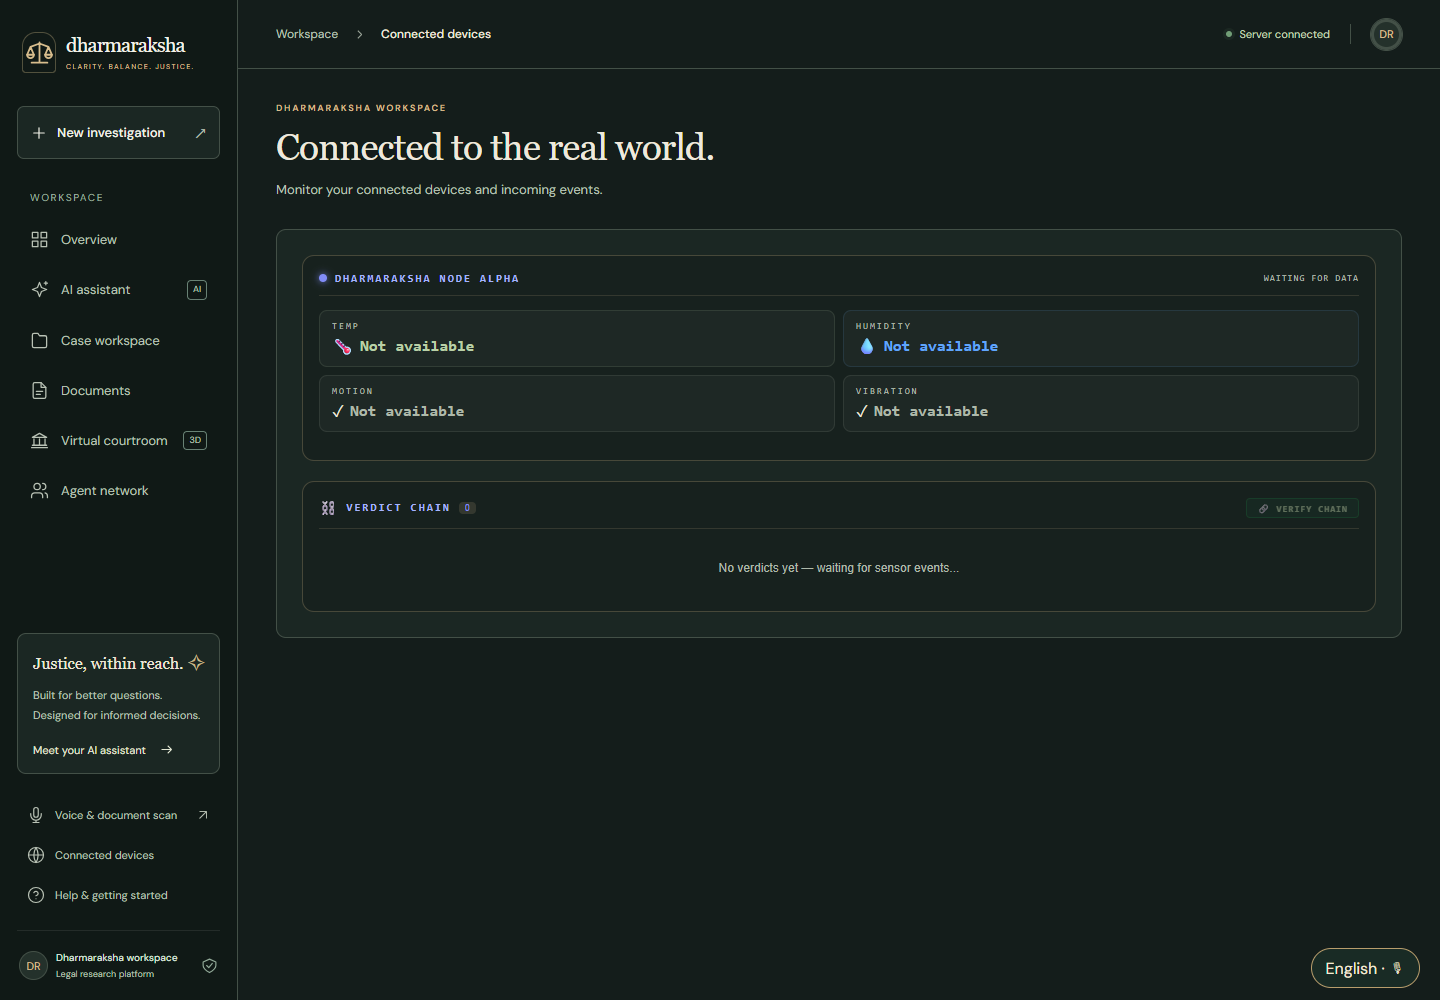 dharmaraksha
CLARITY. BALANCE. JUSTICE.
New investigation
WORKSPACE
Overview
AI assistant
AI
Case workspace
Documents
Virtual courtroom
3D
Agent network
Justice, within reach.
Built for better questions.
Designed for informed decisions.
Meet your AI assistant
Voice & document scan
Connected devices
Help & getting started
DR
Dharmaraksha workspace
Legal research platform
Workspace
Connected devices
Server connected
DR
DHARMARAKSHA WORKSPACE
Connected to the real world.
Monitor your connected devices and incoming events.
DHARMARAKSHA NODE ALPHA
WAITING FOR DATA
TEMP
Not available
HUMIDITY
Not available
MOTION
✓ Not available
VIBRATION
✓ Not available
VERDICT CHAIN 0
VERIFY CHAIN
No verdicts yet — waiting for sensor events...
English ·